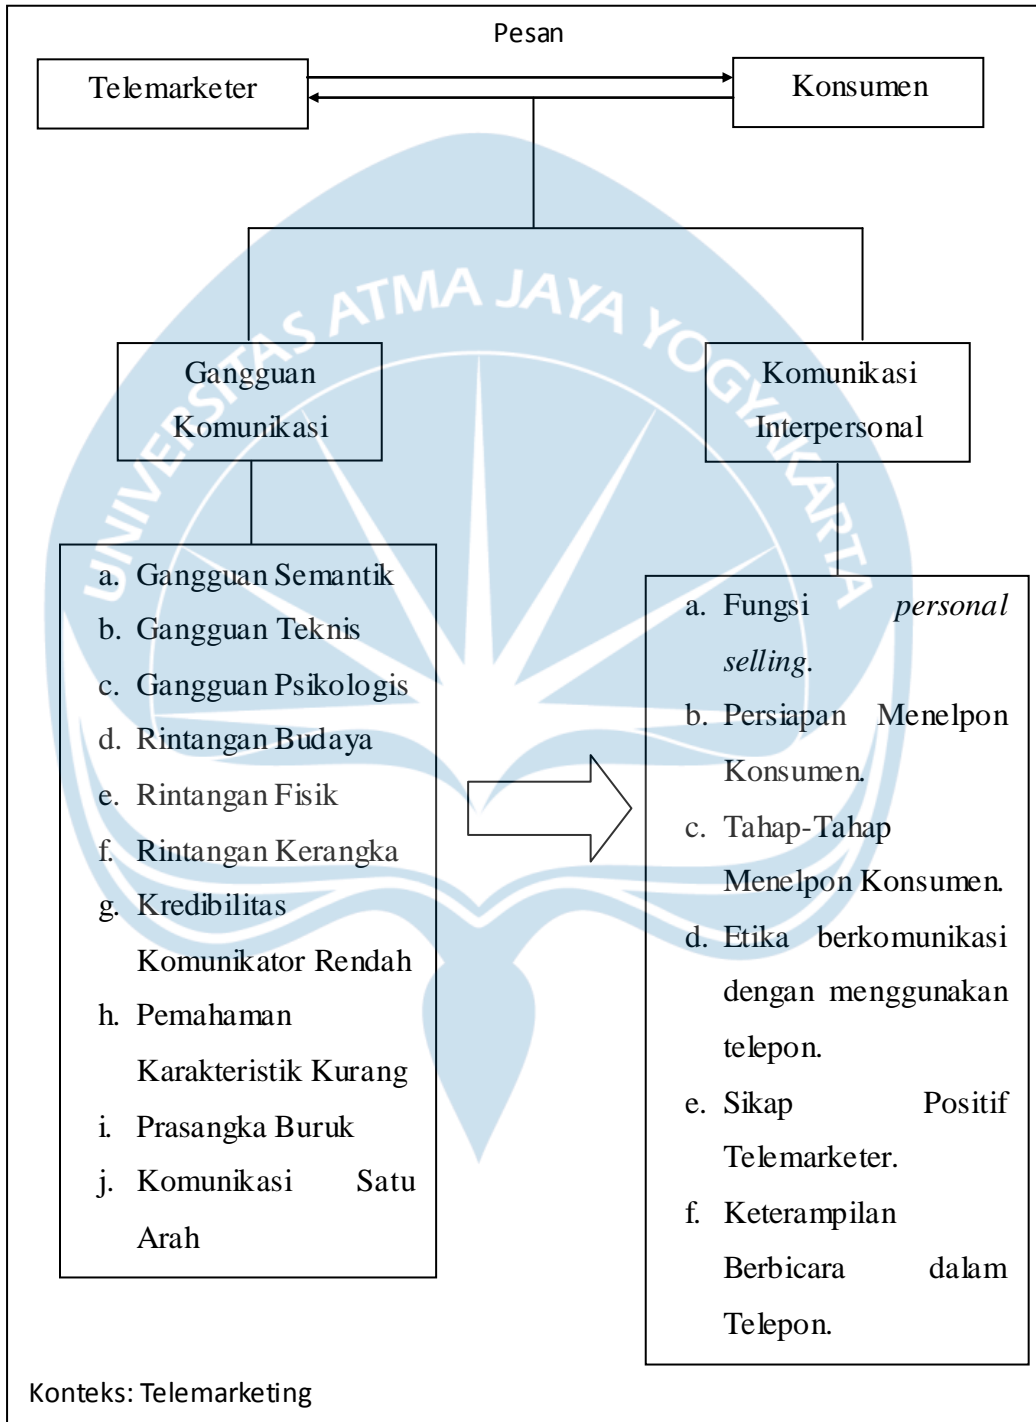 Pesan
Telemarketer
Konsumen
UNIVERSITAS ATMA JAYA YOGYAKARTA
Gangguan
Komunikasi
Komunikasi
Interpersonal
a. Gangguan Semantik
b. Gangguan Teknis
c. Gangguan Psikologis
d. Rintangan Budaya
e. Rintangan Fisik
f. Rintangan Kerangka
g. Kredibilitas
Komunikator Rendah
h. Pemahaman
Karakteristik Kurang
i. Prasangka Buruk
j. Komunikasi Satu
Arah
a. Fungsi personal
selling.
b. Persiapan Menelpon
Konsumen.
c. Tahap-Tahap
Menelpon Konsumen.
d. Etika berkomunikasi
dengan menggunakan
telepon.
e. Sikap Positif
Telemarketer.
f. Keterampilan
Berbicara dalam
Telepon.
Konteks: Telemarketing